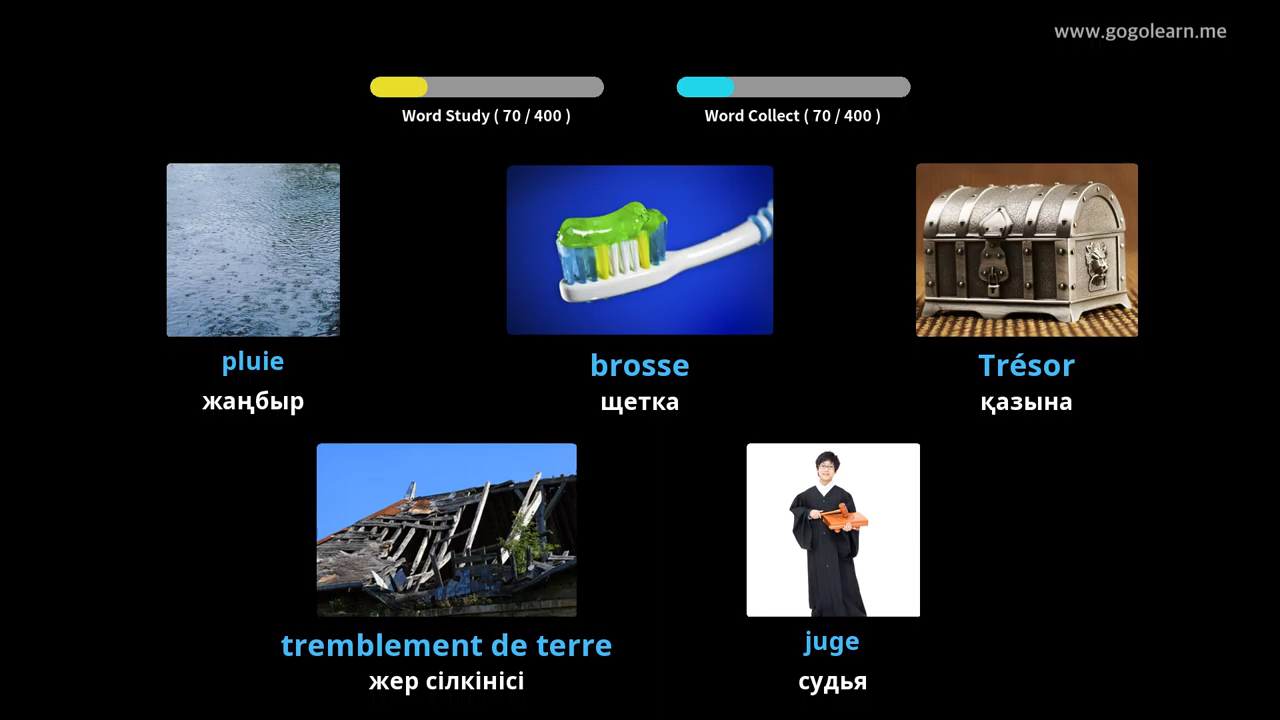 www.gogolearn.me
Word Study ( 70 / 400 )
Word Collect ( 70 / 400 )
pluie
жаңбыр
brosse
щетка
Trésor
қазына
tremblement de terre
жер сілкінісі
juge
судья